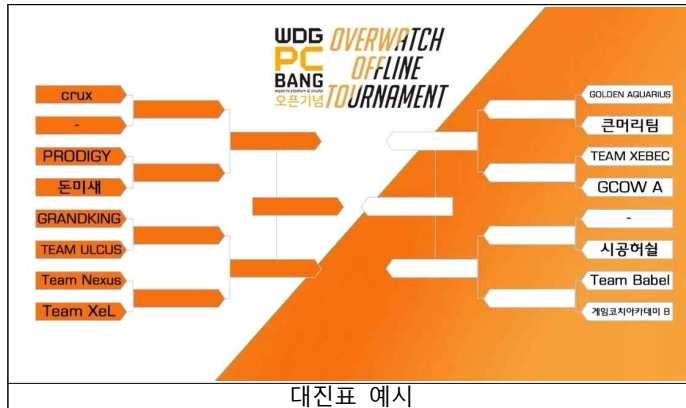 WDG
PC
BANG
esports stadium & studio
오픈기념
OVERWATCH
OFFLINE
TOURNAMENT
crux
-
PRODIGY
돈미새
GRANDKING
TEAM ULCUS
Team Nexus
Team XeL
GOLDEN AQUARIUS
큰머리팀
TEAM XEBEC
GCOW A
-
시공허쉴
Team Babel
게임코치아카데미 B
대진표 예시